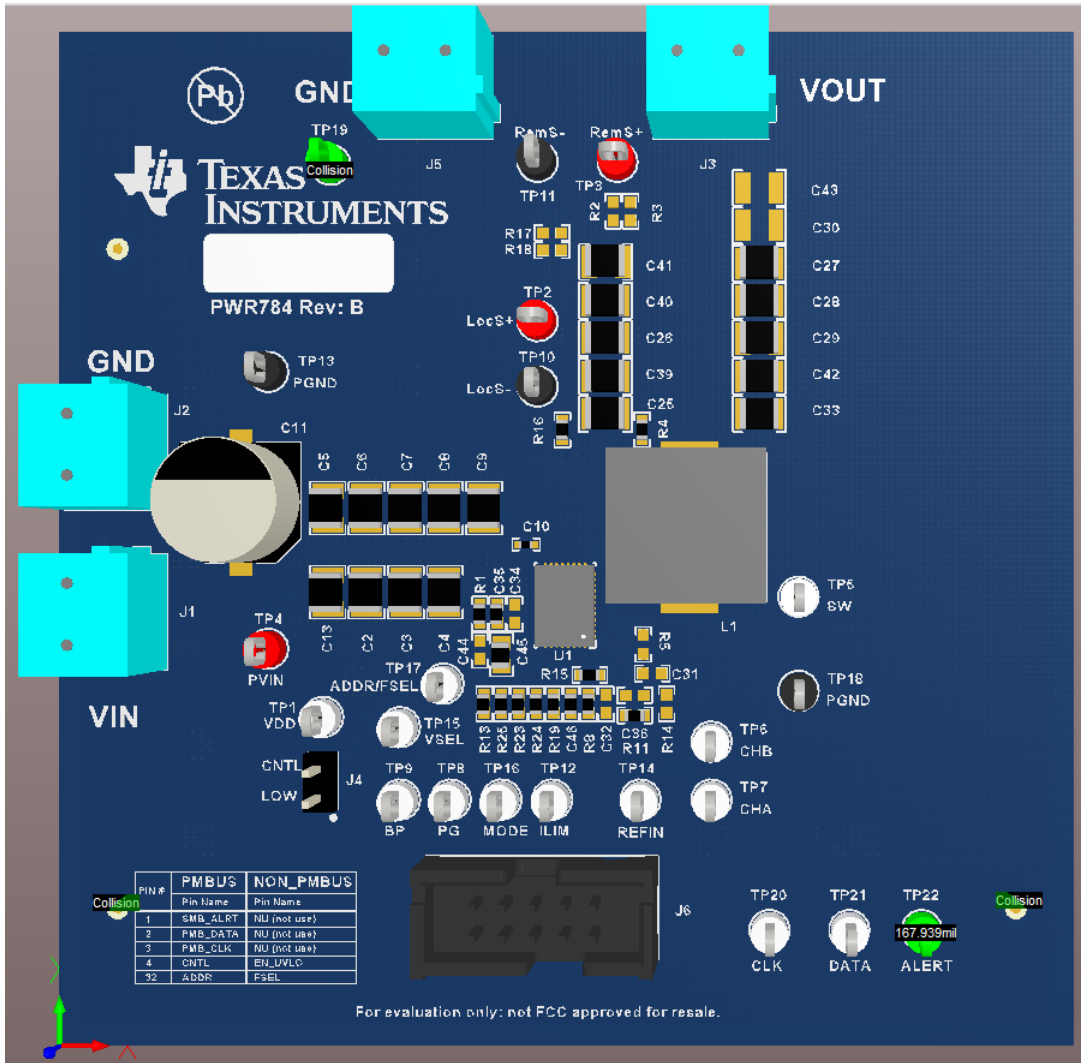 Pb
GND
VOUT
TP19
Collision
RemS-
RemS+
J5
J3
TEXAS
INSTRUMENTS
TP11
TP3
R2
R3
C43
C30
R17
R18
C41
C27
PWR784 Rev: B
TP2
LocS+
C40
C28
C26
C29
GND
TP13
PGND
TP10
LocS-
C39
C42
J2
C11
R16
C25
R4
C33
C5
C6
C7
C8
C9
C10
J1
TP4
PVIN
C13
C2
C3
C4
R1
C35
C34
C44
C45
U1
L1
TP5
SW
R5
TP17
ADDR/FSEL
R15
C31
TP18
PGND
VIN
TP1
VDD
TP15
VSEL
R13
R25
R23
R24
R19
C46
R8
C32
C36
R11
R14
TP6
CHB
CNTL
LOW
J4
TP9
TP8
TP16
TP12
TP14
TP7
CHA
BP
PG
MODE
ILIM
REFIN
PIN # PMBUS NON_PMBUS
Pin Name Pin Name
1 SMB_ALRT NU (not use)
2 PMB_DATA NU (not use)
3 PMB_CLK NU (not use)
4 CNTL EN_UVLO
32 ADDR FSEL
Collision
J6
TP20
TP21
TP22
Collision
167.939mil
CLK
DATA
ALERT
For evaluation only; not FCC approved for resale.
Y
X